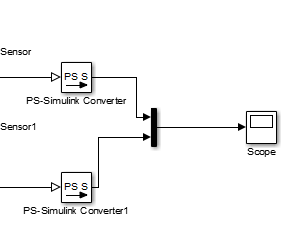 Sensor
PS S
PS-Simulink Converter
Sensor1
Scope
PS S
PS-Simulink Converter1